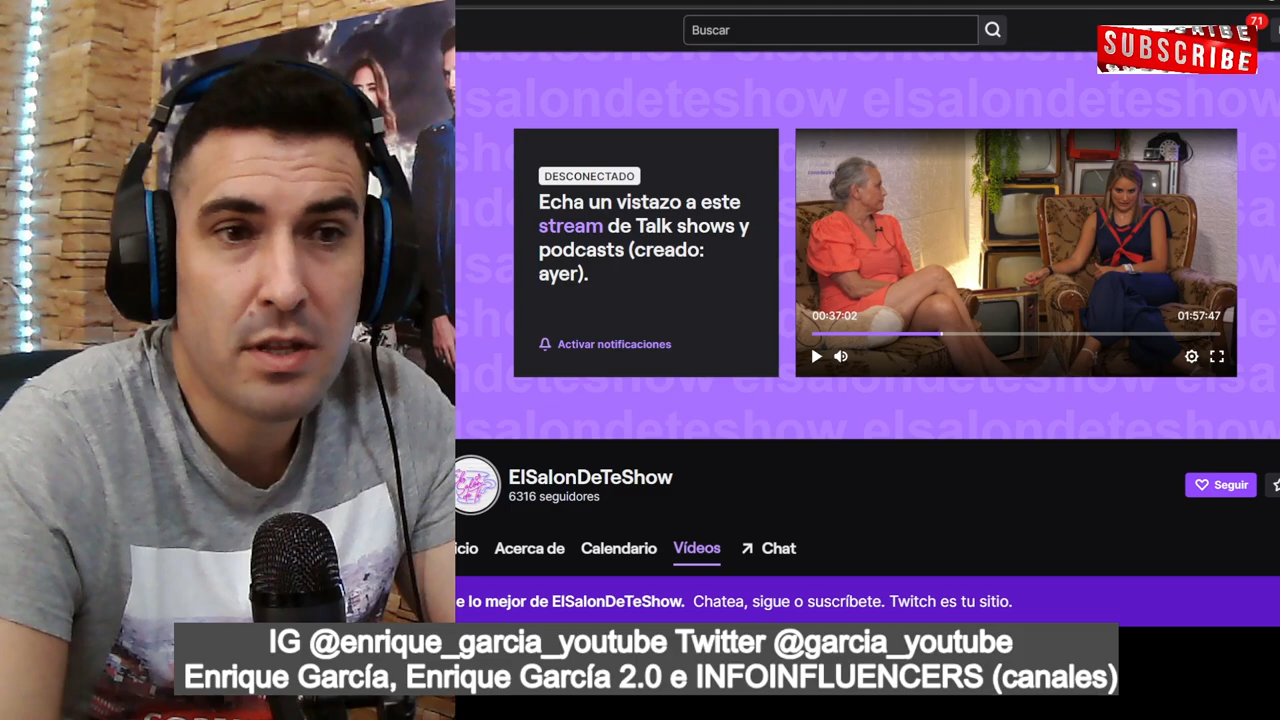 Buscar
71
SUBSCRIBE
elsalondeteshow elsalondeteshow
DESCONECTADO
Echa un vistazo a este
stream de Talk shows y
podcasts (creado:
ayer).
Activar notificaciones
00:37:02
01:57:47
ElSalonDeTeShow
6316 seguidores
Seguir
icio Acerca de Calendario Vídeos Chat
e lo mejor de ElSalonDeTeShow. Chatea, sigue o suscríbete. Twitch es tu sitio.
IG @enrique_garcia_youtube Twitter @garcia_youtube
Enrique García, Enrique García 2.0 e INFOINFLUENCERS (canales)